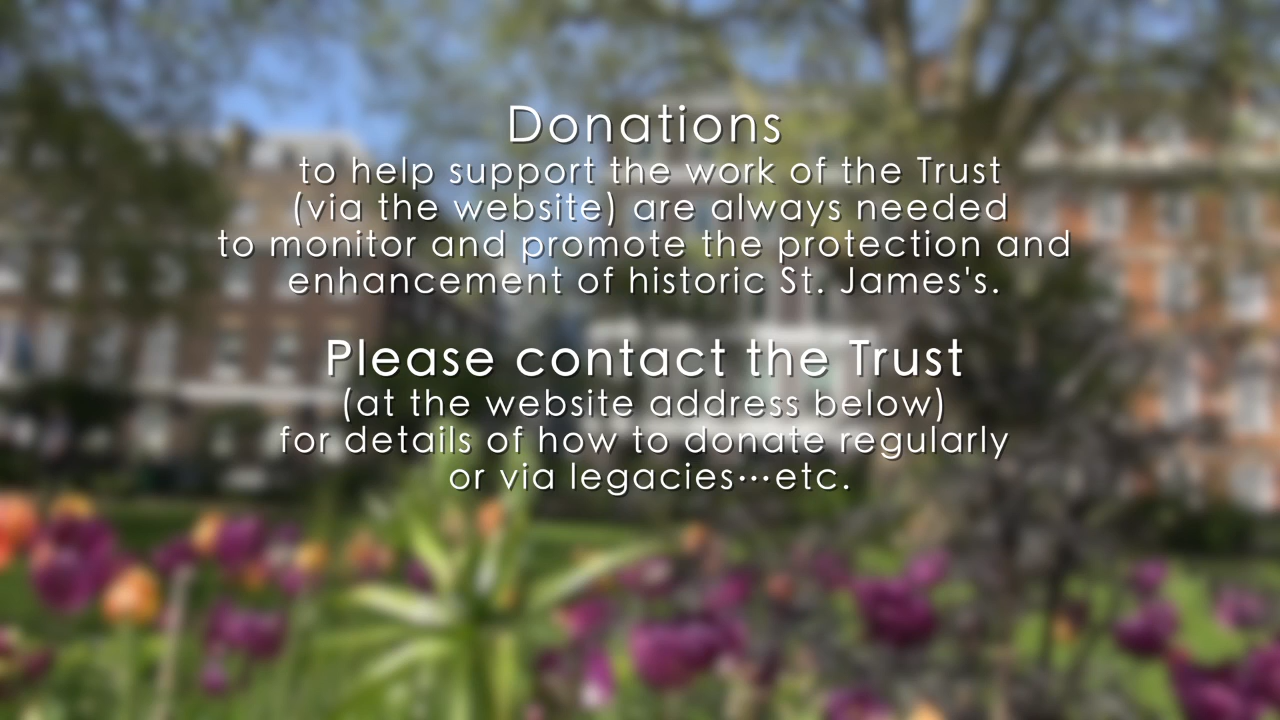 Donations
to help support the work of the Trust
(via the website) are always needed
to monitor and promote the protection and
enhancement of historic St. James's.
Please contact the Trust
(at the website address below)
for details of how to donate regularly
or via legacies⋯etc.